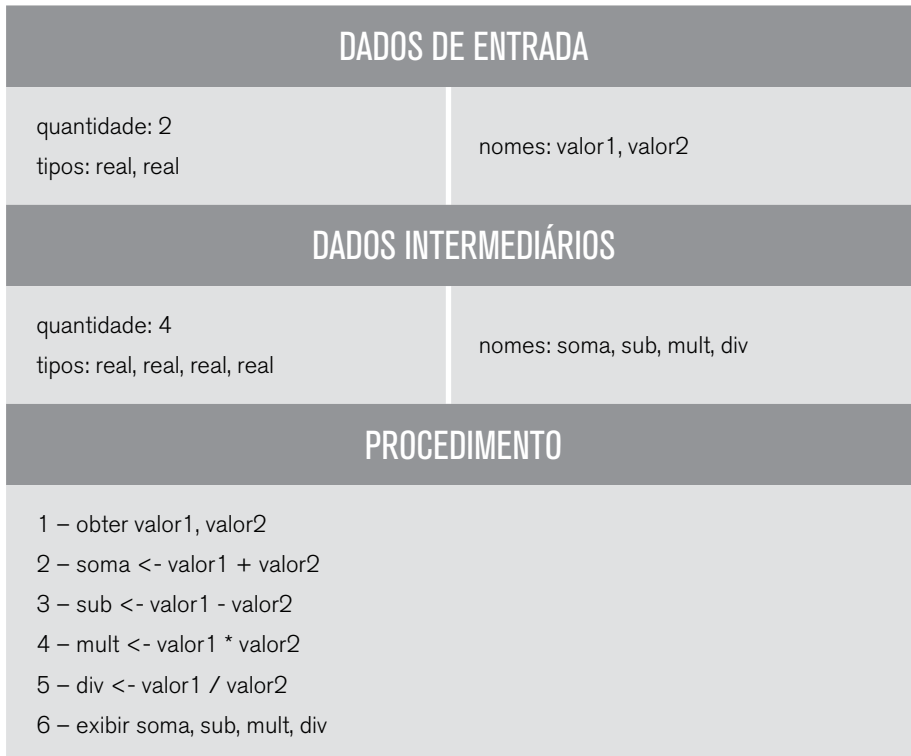 DADOS DE ENTRADA
quantidade: 2
tipos: real, real
nomes: valor1, valor2
DADOS INTERMEDIÁRIOS
quantidade: 4
tipos: real, real, real, real
nomes: soma, sub, mult, div
PROCEDIMENTO
1 – obter valor1, valor2
2 – soma <- valor1 + valor2
3 – sub <- valor1 - valor2
4 – mult <- valor1 * valor2
5 – div <- valor1 / valor2
6 – exibir soma, sub, mult, div